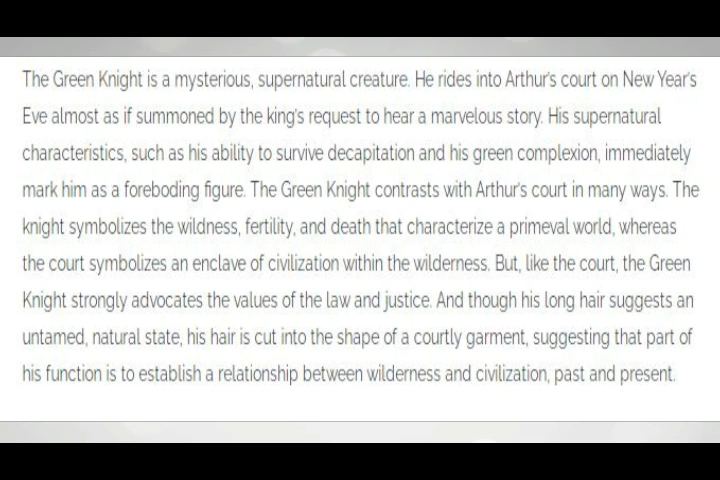 The Green Knight is a mysterious, supernatural creature. He rides into Arthur's court on New Year's
Eve almost as if summoned by the king's request to hear a marvelous story. His supernatural
characteristics, such as his ability to survive decapitation and his green complexion, immediately
mark him as a foreboding figure. The Green Knight contrasts with Arthur's court in many ways. The
knight symbolizes the wildness, fertility, and death that characterize a primeval world, whereas
the court symbolizes an enclave of civilization within the wilderness. But, like the court, the Green
Knight strongly advocates the values of the law and justice. And though his long hair suggests an
untamed, natural state, his hair is cut into the shape of a courtly garment, suggesting that part of
his function is to establish a relationship between wilderness and civilization, past and present.